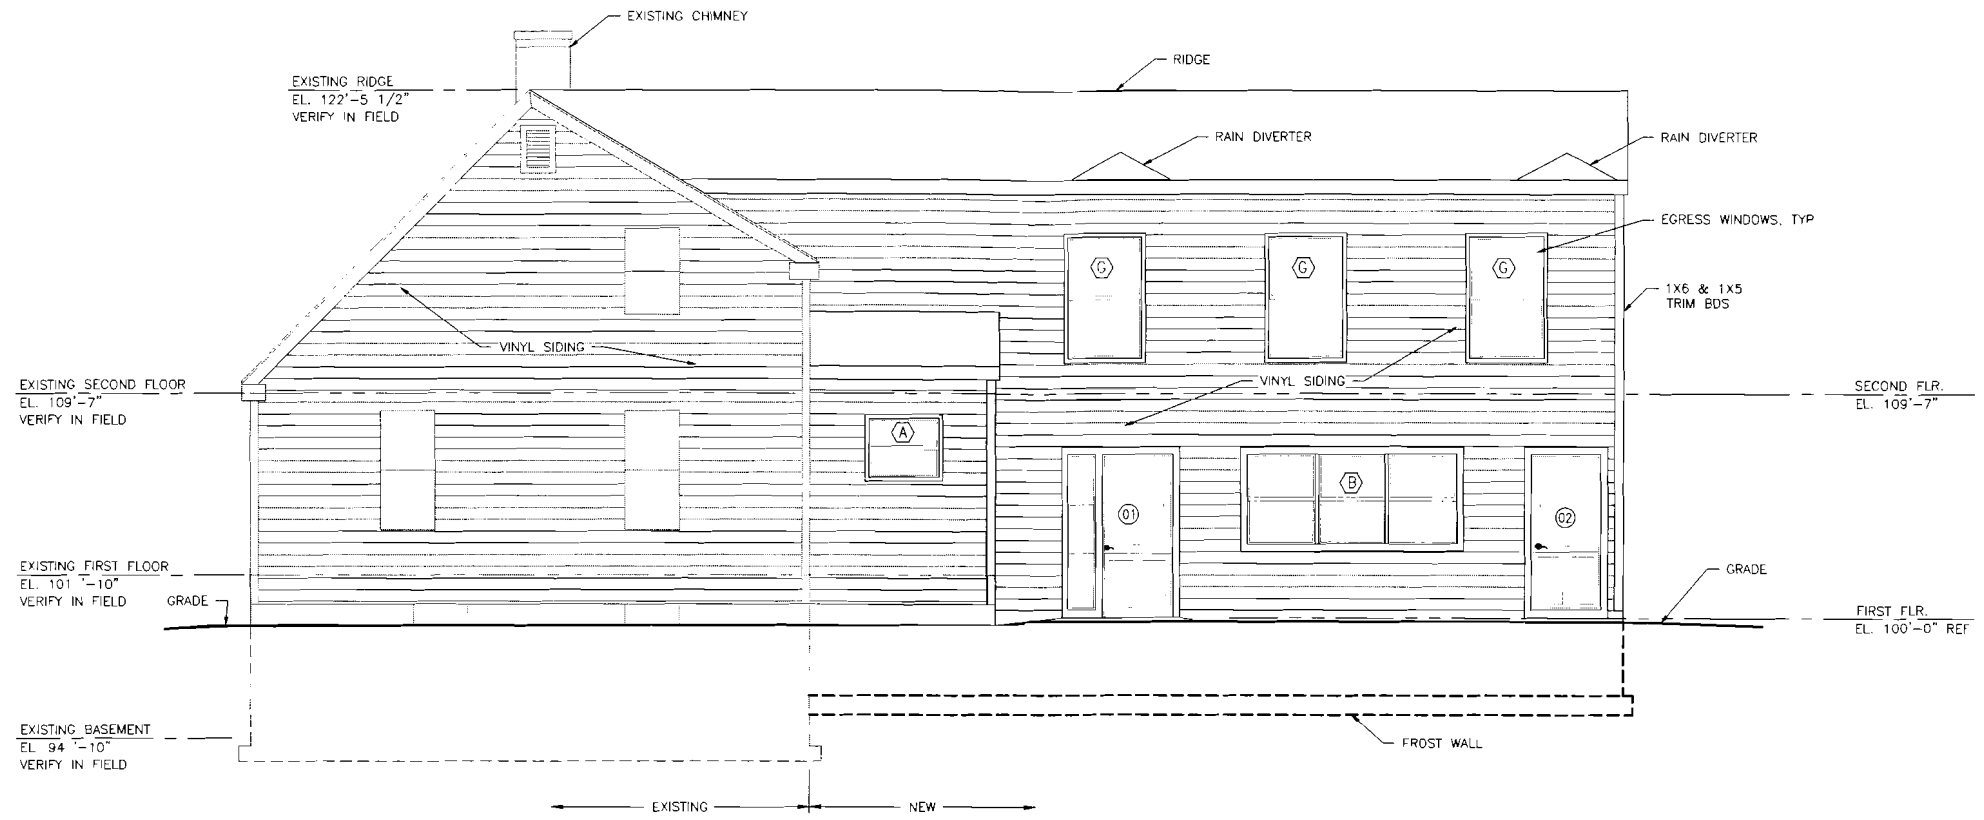 EXISTING CHIMNEY
RIDGE
EXISTING RIDGE
EL. 122'-5 1/2"
VERIFY IN FIELD
RAIN DIVERTER
RAIN DIVERTER
EGRESS WINDOWS, TYP
G
G
G
1X6 & 1X5
TRIM BDS
VINYL SIDING
VINYL SIDING
EXISTING SECOND FLOOR
EL. 109'-7"
VERIFY IN FIELD
SECOND FLR.
EL. 109'-7"
A
B
01
02
EXISTING FIRST FLOOR
EL. 101'-10"
VERIFY IN FIELD
GRADE
GRADE
FIRST FLR.
EL. 100'-0" REF
EXISTING BASEMENT
EL 94'-10"
VERIFY IN FIELD
FROST WALL
EXISTING
NEW